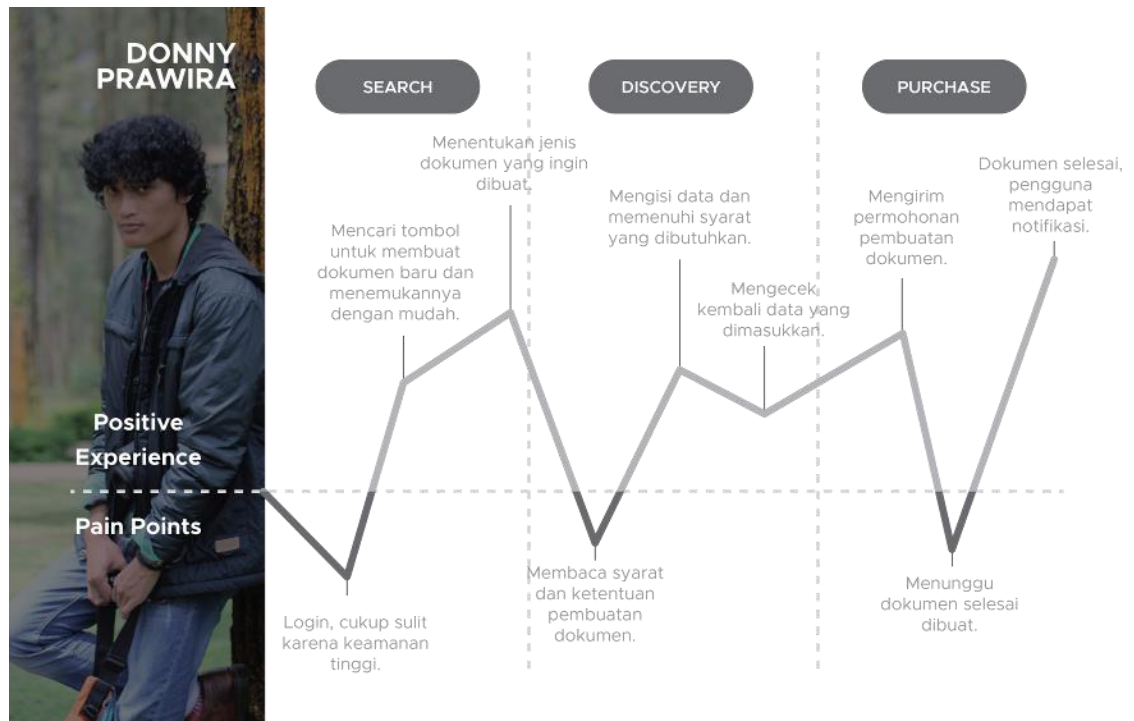 DONNY
PRAWIRA
Positive
Experience
Pain Points
SEARCH
DISCOVERY
PURCHASE
Login, cukup sulit
karena keamanan
tinggi.
Mencari tombol
untuk membuat
dokumen baru dan
menemukannya
dengan mudah.
Menentukan jenis
dokumen yang ingin
dibuat.
Membaca syarat
dan ketentuan
pembuatan
dokumen.
Mengisi data dan
memenuhi syarat
yang dibutuhkan.
Mengecek
kembali data yang
dimasukkan.
Mengirim
permohonan
pembuatan
dokumen.
Menunggu
dokumen selesai
dibuat.
Dokumen selesai,
pengguna
mendapat
notifikasi.